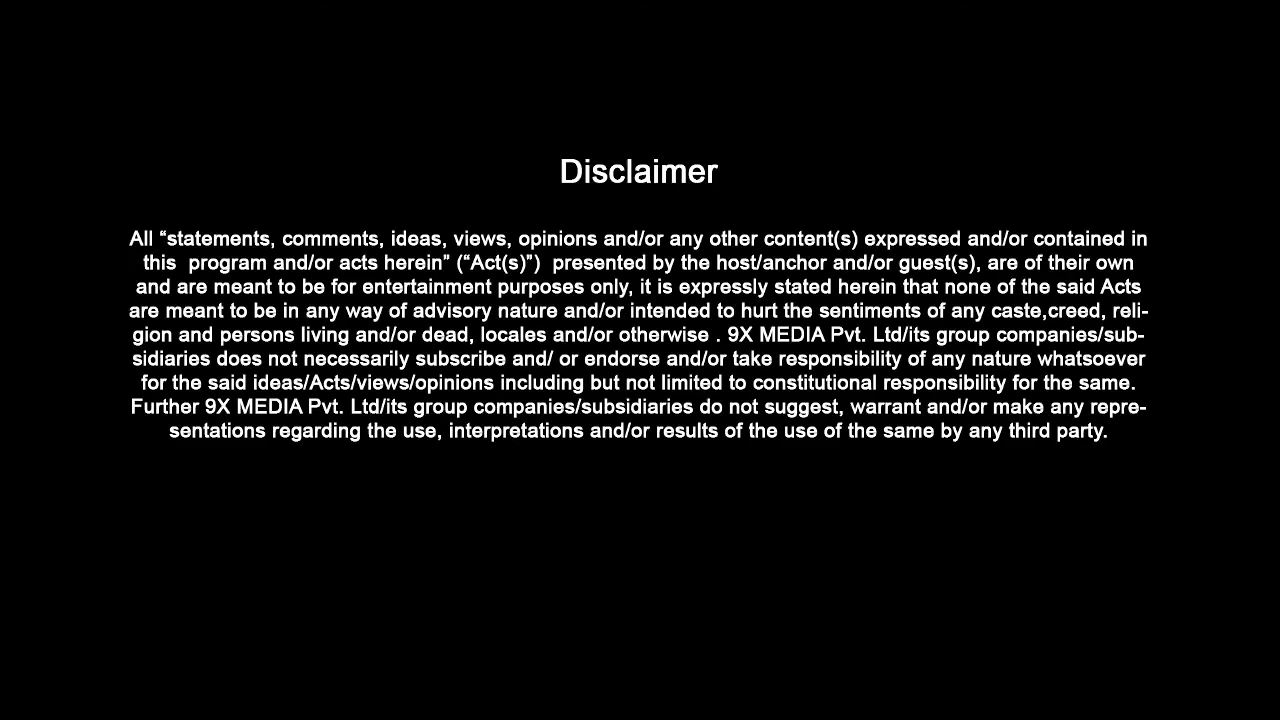 Disclaimer
All “statements, comments, ideas, views, opinions and/or any other content(s) expressed and/or contained in
this  program and/or acts herein” (“Act(s)”)  presented by the host/anchor and/or guest(s), are of their own
and are meant to be for entertainment purposes only, it is expressly stated herein that none of the said Acts
are meant to be in any way of advisory nature and/or intended to hurt the sentiments of any caste,creed, reli-
gion and persons living and/or dead, locales and/or otherwise . 9X MEDIA Pvt. Ltd/its group companies/sub-
sidiaries does not necessarily subscribe and/ or endorse and/or take responsibility of any nature whatsoever
for the said ideas/Acts/views/opinions including but not limited to constitutional responsibility for the same.
Further 9X MEDIA Pvt. Ltd/its group companies/subsidiaries do not suggest, warrant and/or make any repre-
sentations regarding the use, interpretations and/or results of the use of the same by any third party.